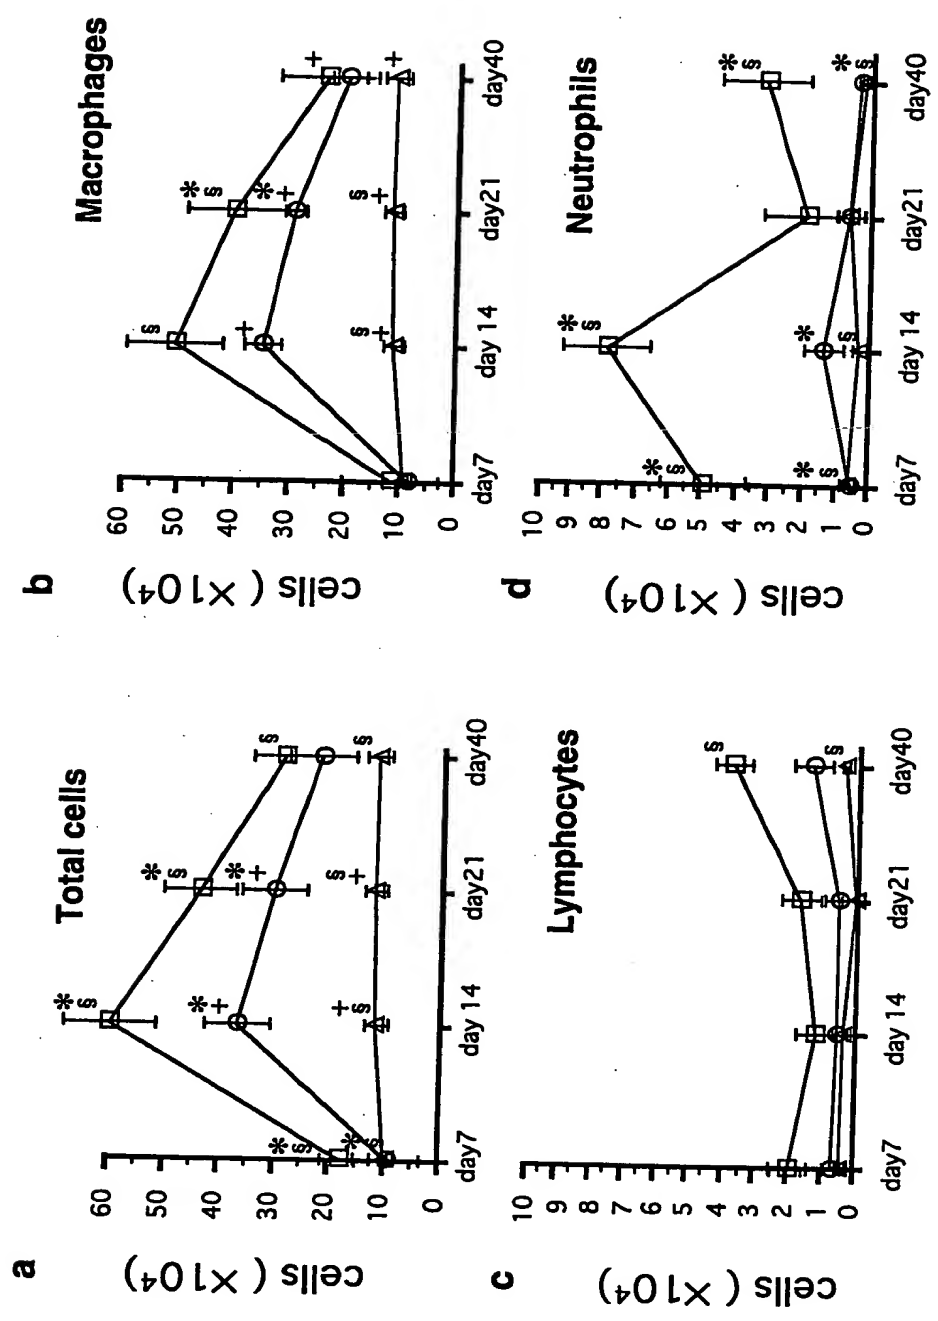 a
Total cells
cells (×10⁴)
60
50
40
30
20
10
0
* §
* §
* +
+ §
* §
* +
§ +
§
§
* §
day7
day 14
day21
day40
b
Macrophages
cells (×10⁴)
60
50
40
30
20
10
0
§
+
§ +
* §
* +
§ +
+
+
day7
day 14
day21
day40
c
Lymphocytes
cells (×10⁴)
10
9
8
7
6
5
4
3
2
1
0
§
§
day7
day 14
day21
day40
d
Neutrophils
cells (×10⁴)
10
9
8
7
6
5
4
3
2
1
0
* §
* §
* §
*
§
* §
* §
day7
day 14
day21
day40